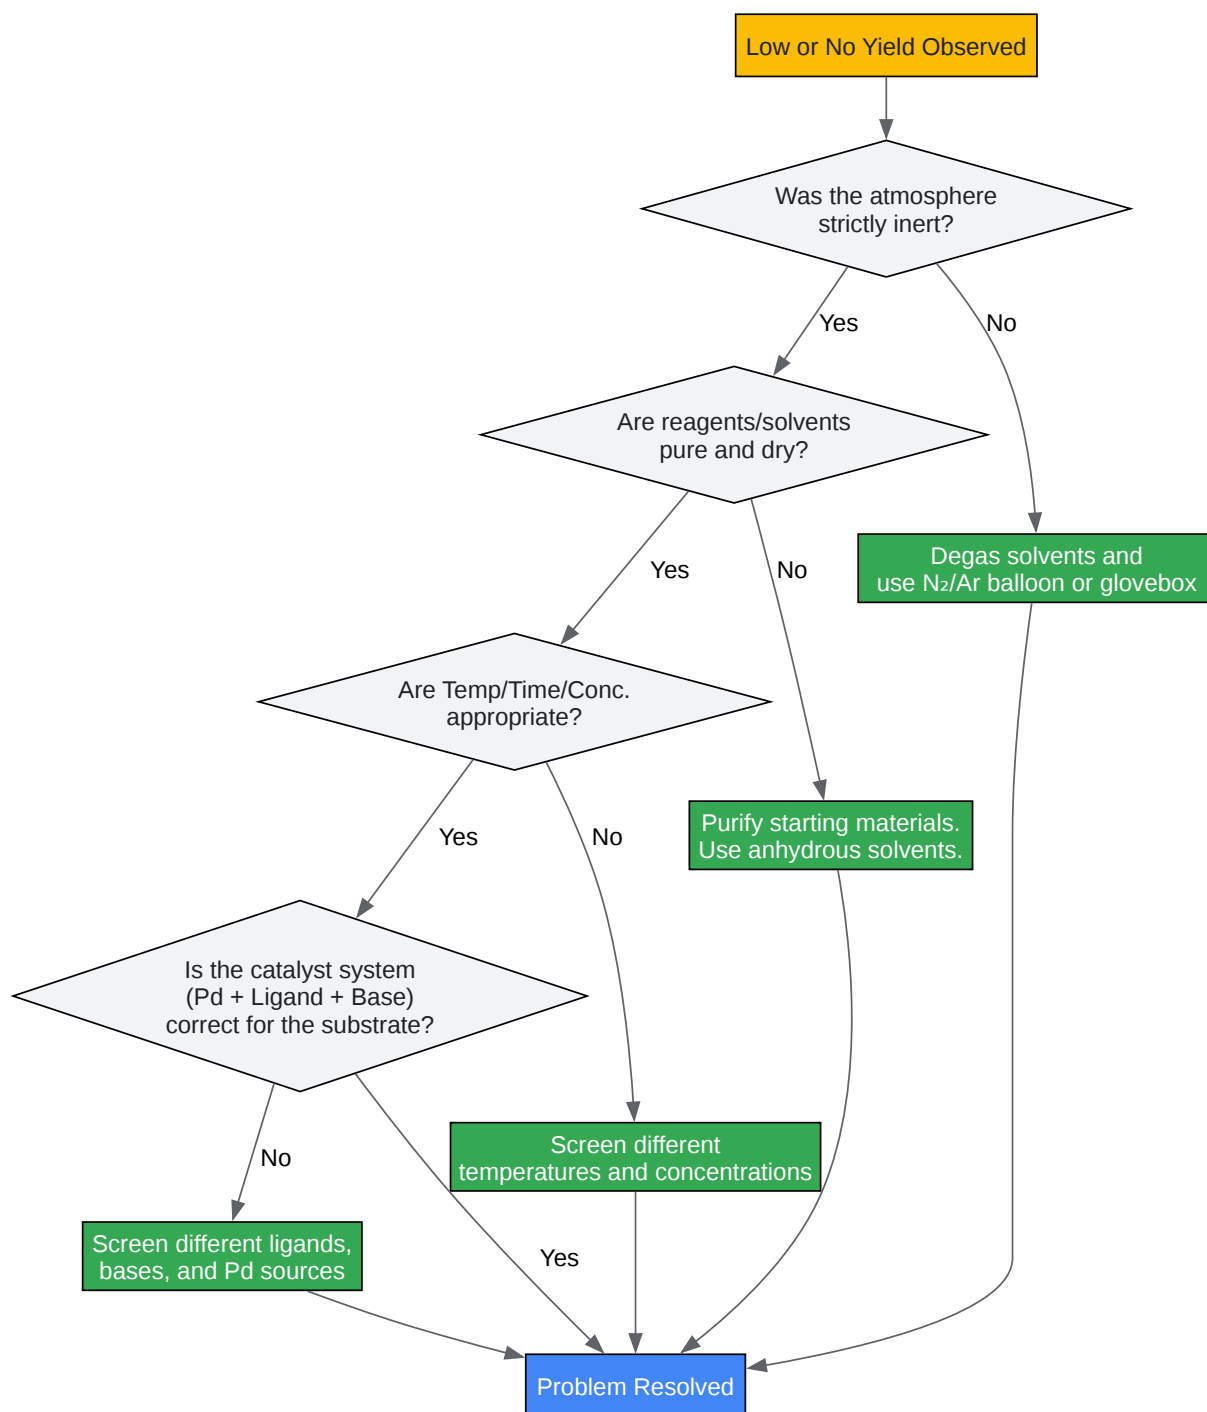 Low or No Yield Observed
Was the atmosphere
strictly inert?
Yes
No
Are reagents/solvents
pure and dry?
Degas solvents and
use N₂/Ar balloon or glovebox
Yes
No
Are Temp/Time/Conc.
appropriate?
Purify starting materials.
Use anhydrous solvents.
Yes
No
Is the catalyst system
(Pd + Ligand + Base)
correct for the substrate?
Screen different
temperatures and concentrations
No
Yes
Screen different ligands,
bases, and Pd sources
Problem Resolved